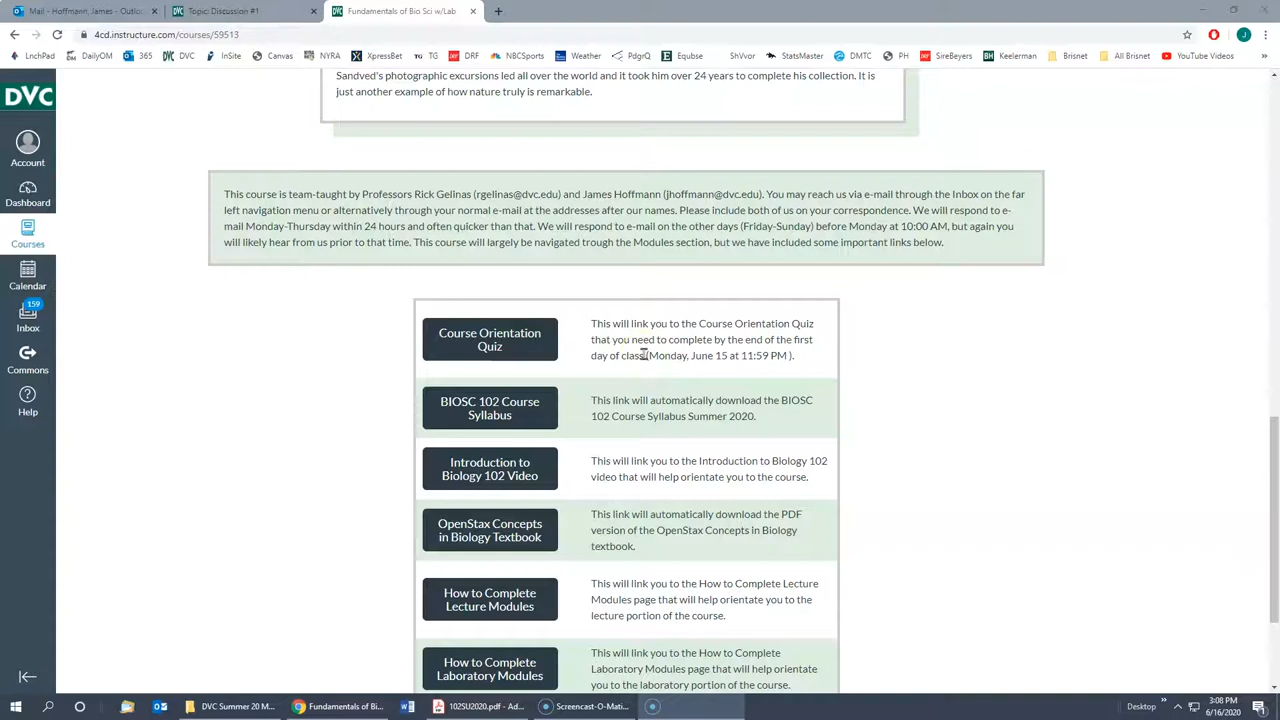 Mail - Hoffmann, James - Outloo
Topic: Discussion #1
Fundamentals of Bio Sci w/Lab
4cd.instructure.com/courses/59513
LnchPad
DailyOM
365
DVC
InSite
Canvas
NYRA
XpressBet
TG
DRF
NBCSports
Weather
PdgrQ
Equbse
ShVwor
StatsMaster
DMTC
PH
SireBeyers
Keelerman
Brisnet
All Brisnet
YouTube Videos
DVC
Account
Dashboard
Courses
Calendar
159
Inbox
Commons
Help
Sandved's photographic excursions led all over the world and it took him over 24 years to complete his collection. It is
just another example of how nature truly is remarkable.
This course is team-taught by Professors Rick Gelinas (rgelinas@dvc.edu) and James Hoffmann (jhoffmann@dvc.edu). You may reach us via e-mail through the Inbox on the far
left navigation menu or alternatively through your normal e-mail at the addresses after our names. Please include both of us on your correspondence. We will respond to e-
mail Monday-Thursday within 24 hours and often quicker than that. We will respond to e-mail on the other days (Friday-Sunday) before Monday at 10:00 AM, but again you
will likely hear from us prior to that time. This course will largely be navigated trough the Modules section, but we have included some important links below.
Course Orientation
Quiz
This will link you to the Course Orientation Quiz
that you need to complete by the end of the first
day of class (Monday, June 15 at 11:59 PM ).
BIOSC 102 Course
Syllabus
This link will automatically download the BIOSC
102 Course Syllabus Summer 2020.
Introduction to
Biology 102 Video
This will link you to the Introduction to Biology 102
video that will help orientate you to the course.
OpenStax Concepts
in Biology Textbook
This link will automatically download the PDF
version of the OpenStax Concepts in Biology
textbook.
How to Complete
Lecture Modules
This will link you to the How to Complete Lecture
Modules page that will help orientate you to the
lecture portion of the course.
How to Complete
Laboratory Modules
This will link you to the How to Complete
Laboratory Modules page that will help orientate
you to the laboratory portion of the course.
DVC Summer 20 M...
Fundamentals of Bi...
102SU2020.pdf - Ad...
Screencast-O-Mati...
Desktop
3:08 PM
6/16/2020